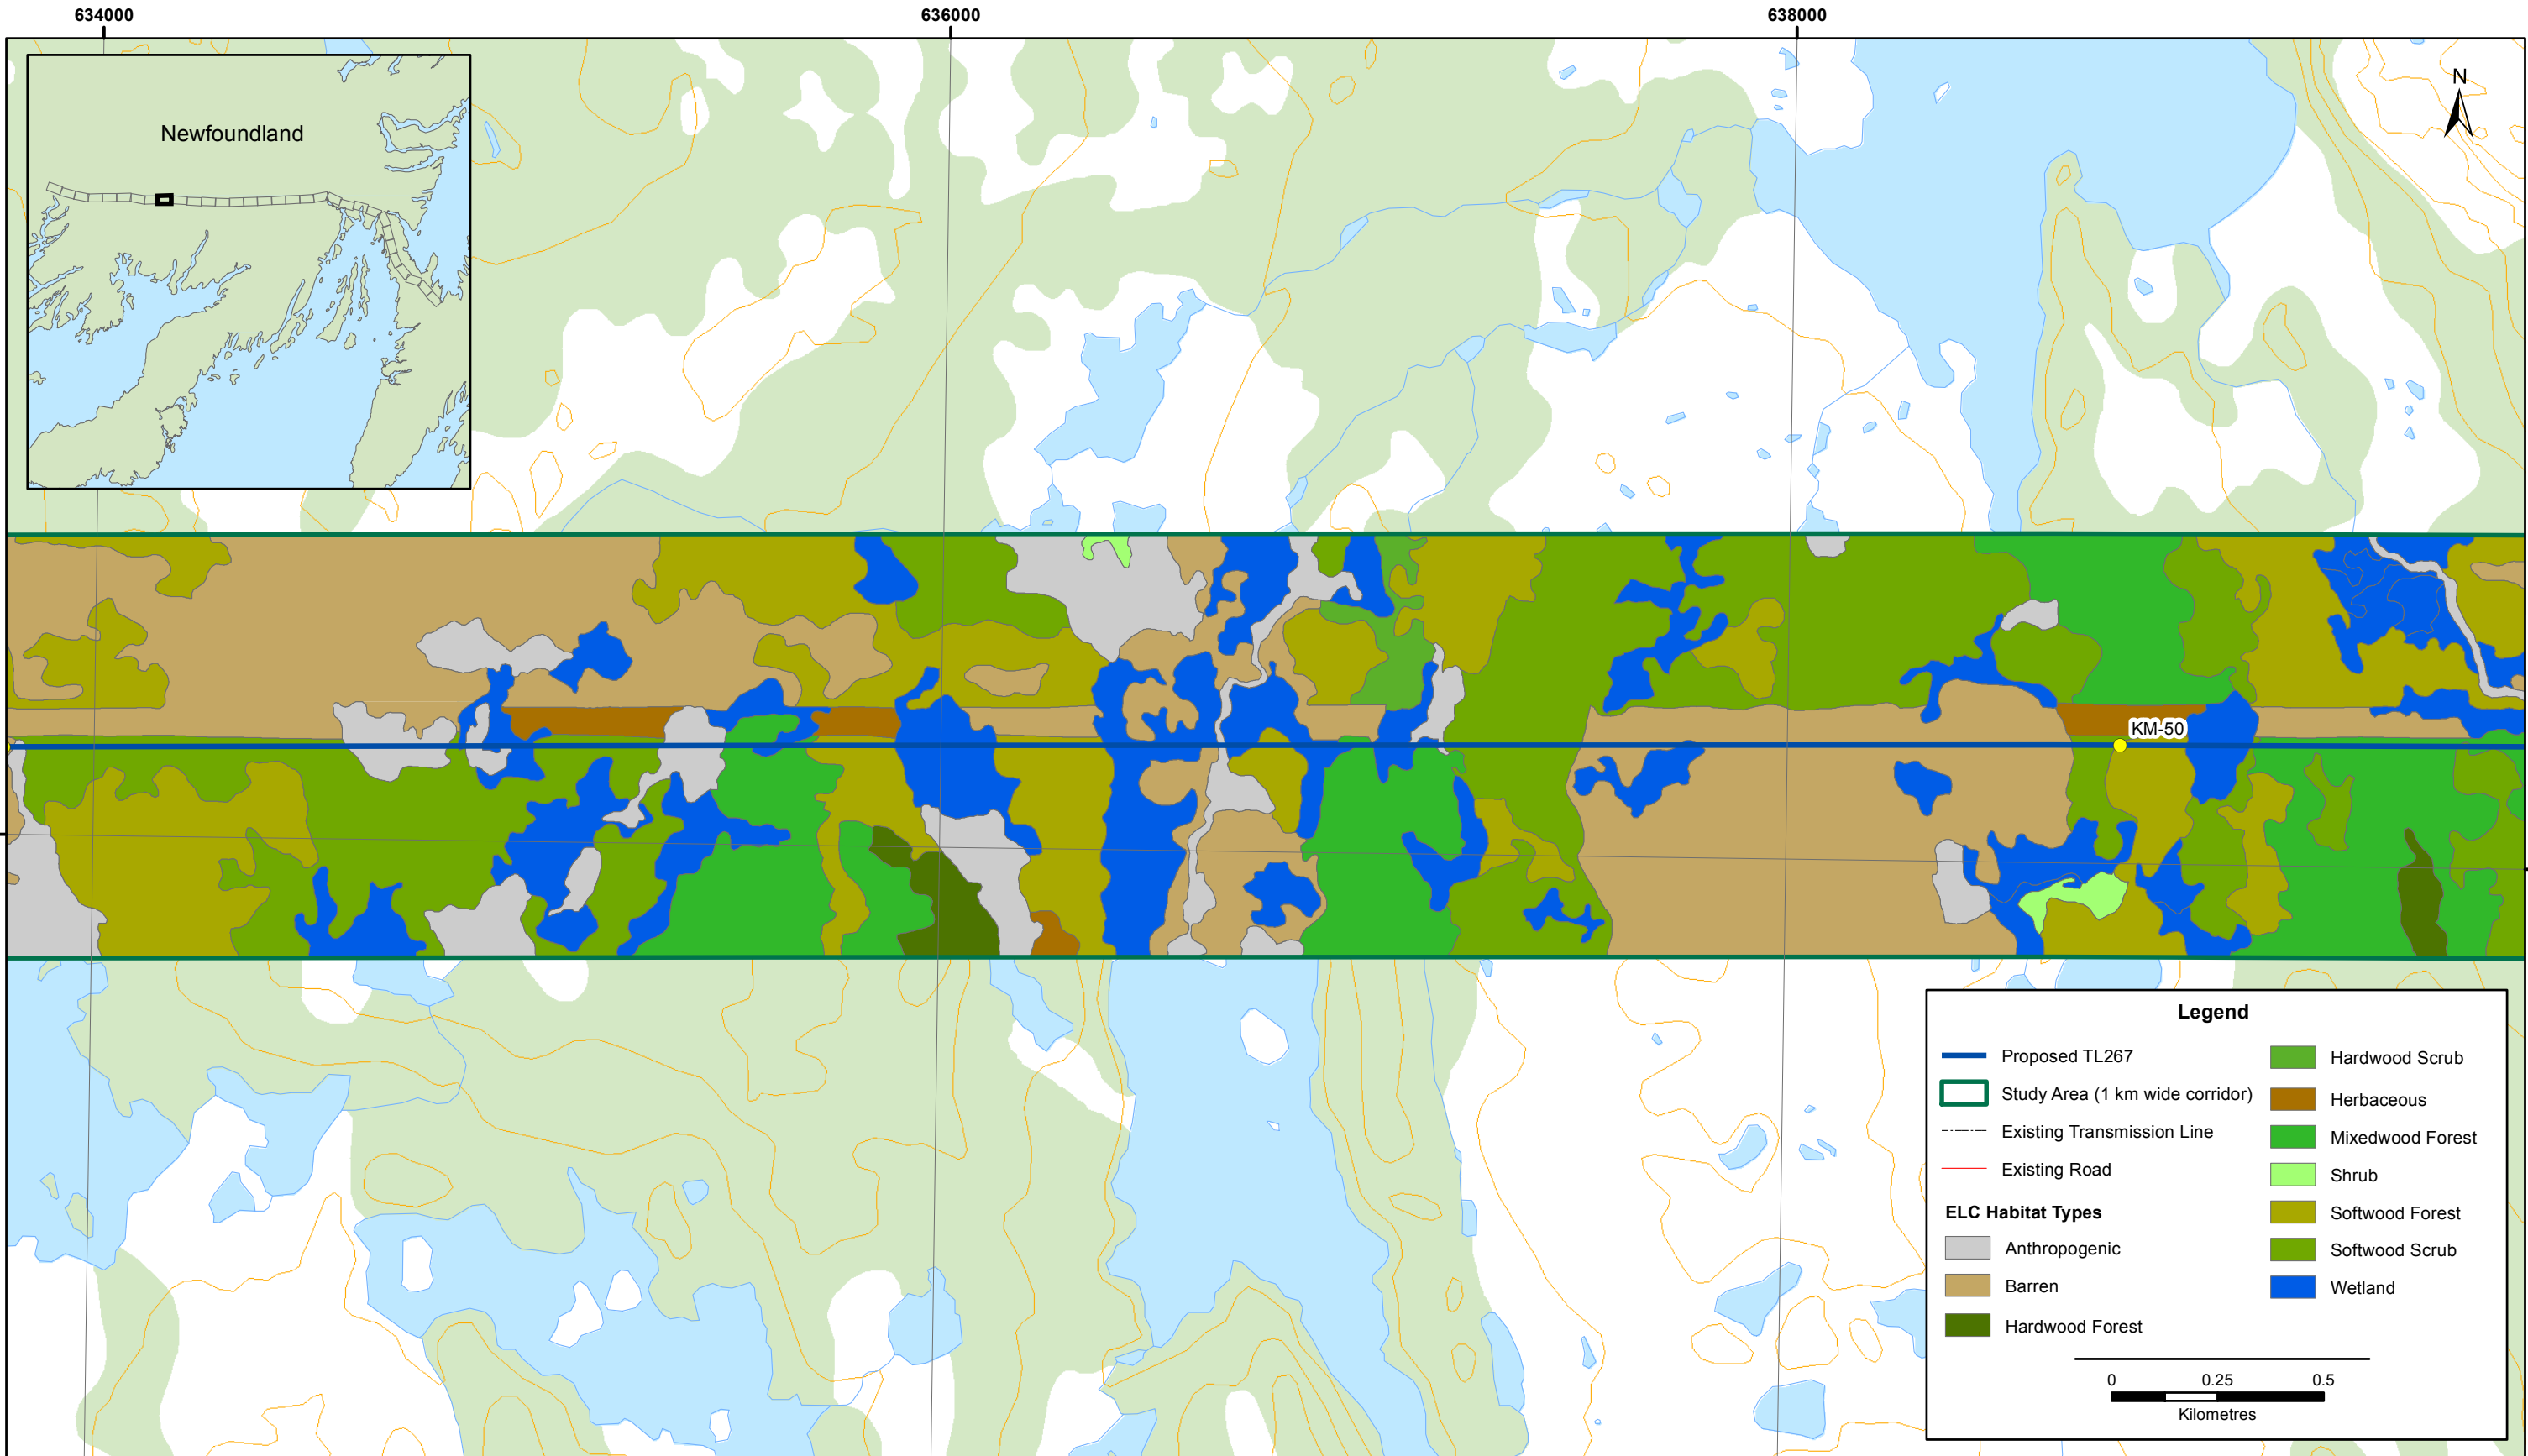 634000
636000
638000
Newfoundland
N
KM-50
Legend
Proposed TL267
Study Area (1 km wide corridor)
Existing Transmission Line
Existing Road
ELC Habitat Types
Anthropogenic
Barren
Hardwood Forest
Hardwood Scrub
Herbaceous
Mixedwood Forest
Shrub
Softwood Forest
Softwood Scrub
Wetland
0 0.25 0.5
Kilometres